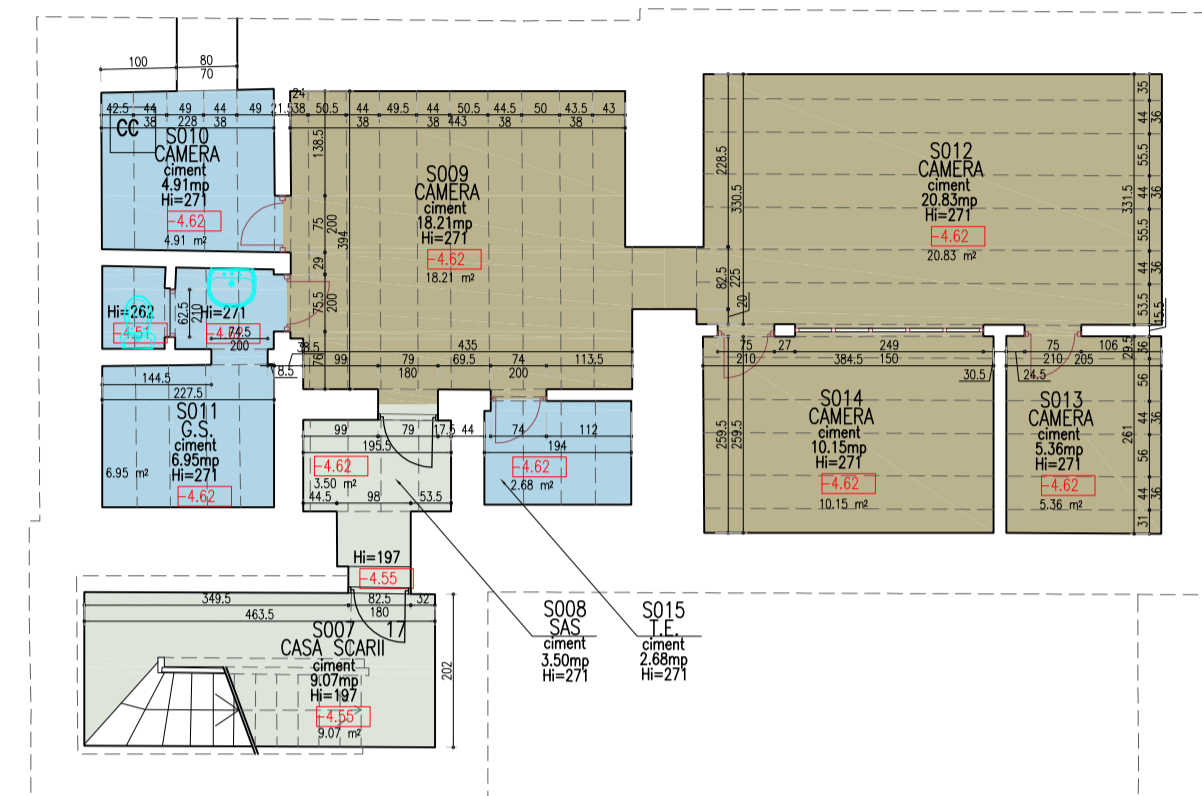 100
80
70
42.5 44 49 44 49 21.5 38 50.5 44 49.5 44 50.5 44.5 50 43.5 43
24
38 228 38 38 38 443 38 38
CC
S010
CAMERA
ciment
4.91mp
Hi=271
-4.62
4.91 m²
138.5
75
200
29
75.5
200
394
S009
CAMERA
ciment
18.21mp
Hi=271
-4.62
18.21 m²
228.5
330.5
82.5
225
20
S012
CAMERA
ciment
20.83mp
Hi=271
-4.62
20.83 m²
331.5
35
44
36
55.5
44
36
55.5
44
36
53.5
15.5
Hi=262
-4.51
62.5
210
Hi=271
74.5
200
38.5
76
8.5
435
99 79 69.5 74 113.5
180 200
144.5
227.5
S011
G.S.
ciment
6.95mp
Hi=271
6.95 m²
-4.62
99 79 17.5 44 74 112
195.5 194
-4.62
3.50 m²
-4.62
2.68 m²
44.5 98 53.5
75 27 249
210 384.5 150
30.5
75 106
210 205
24.5
29.5
36
56
44
36
56
44
36
31
261
259.5
259.5
S014
CAMERA
ciment
10.15mp
Hi=271
-4.62
10.15 m²
S013
CAMERA
ciment
5.36mp
Hi=271
-4.62
5.36 m²
Hi=197
-4.55
349.5 82.5 32
180
463.5
S007 17
CASA SCARII
ciment
9.07mp
Hi=197
-4.55
9.07 m²
202
S008
SAS
ciment
3.50mp
Hi=271
S015
T.E.
ciment
2.68mp
Hi=271